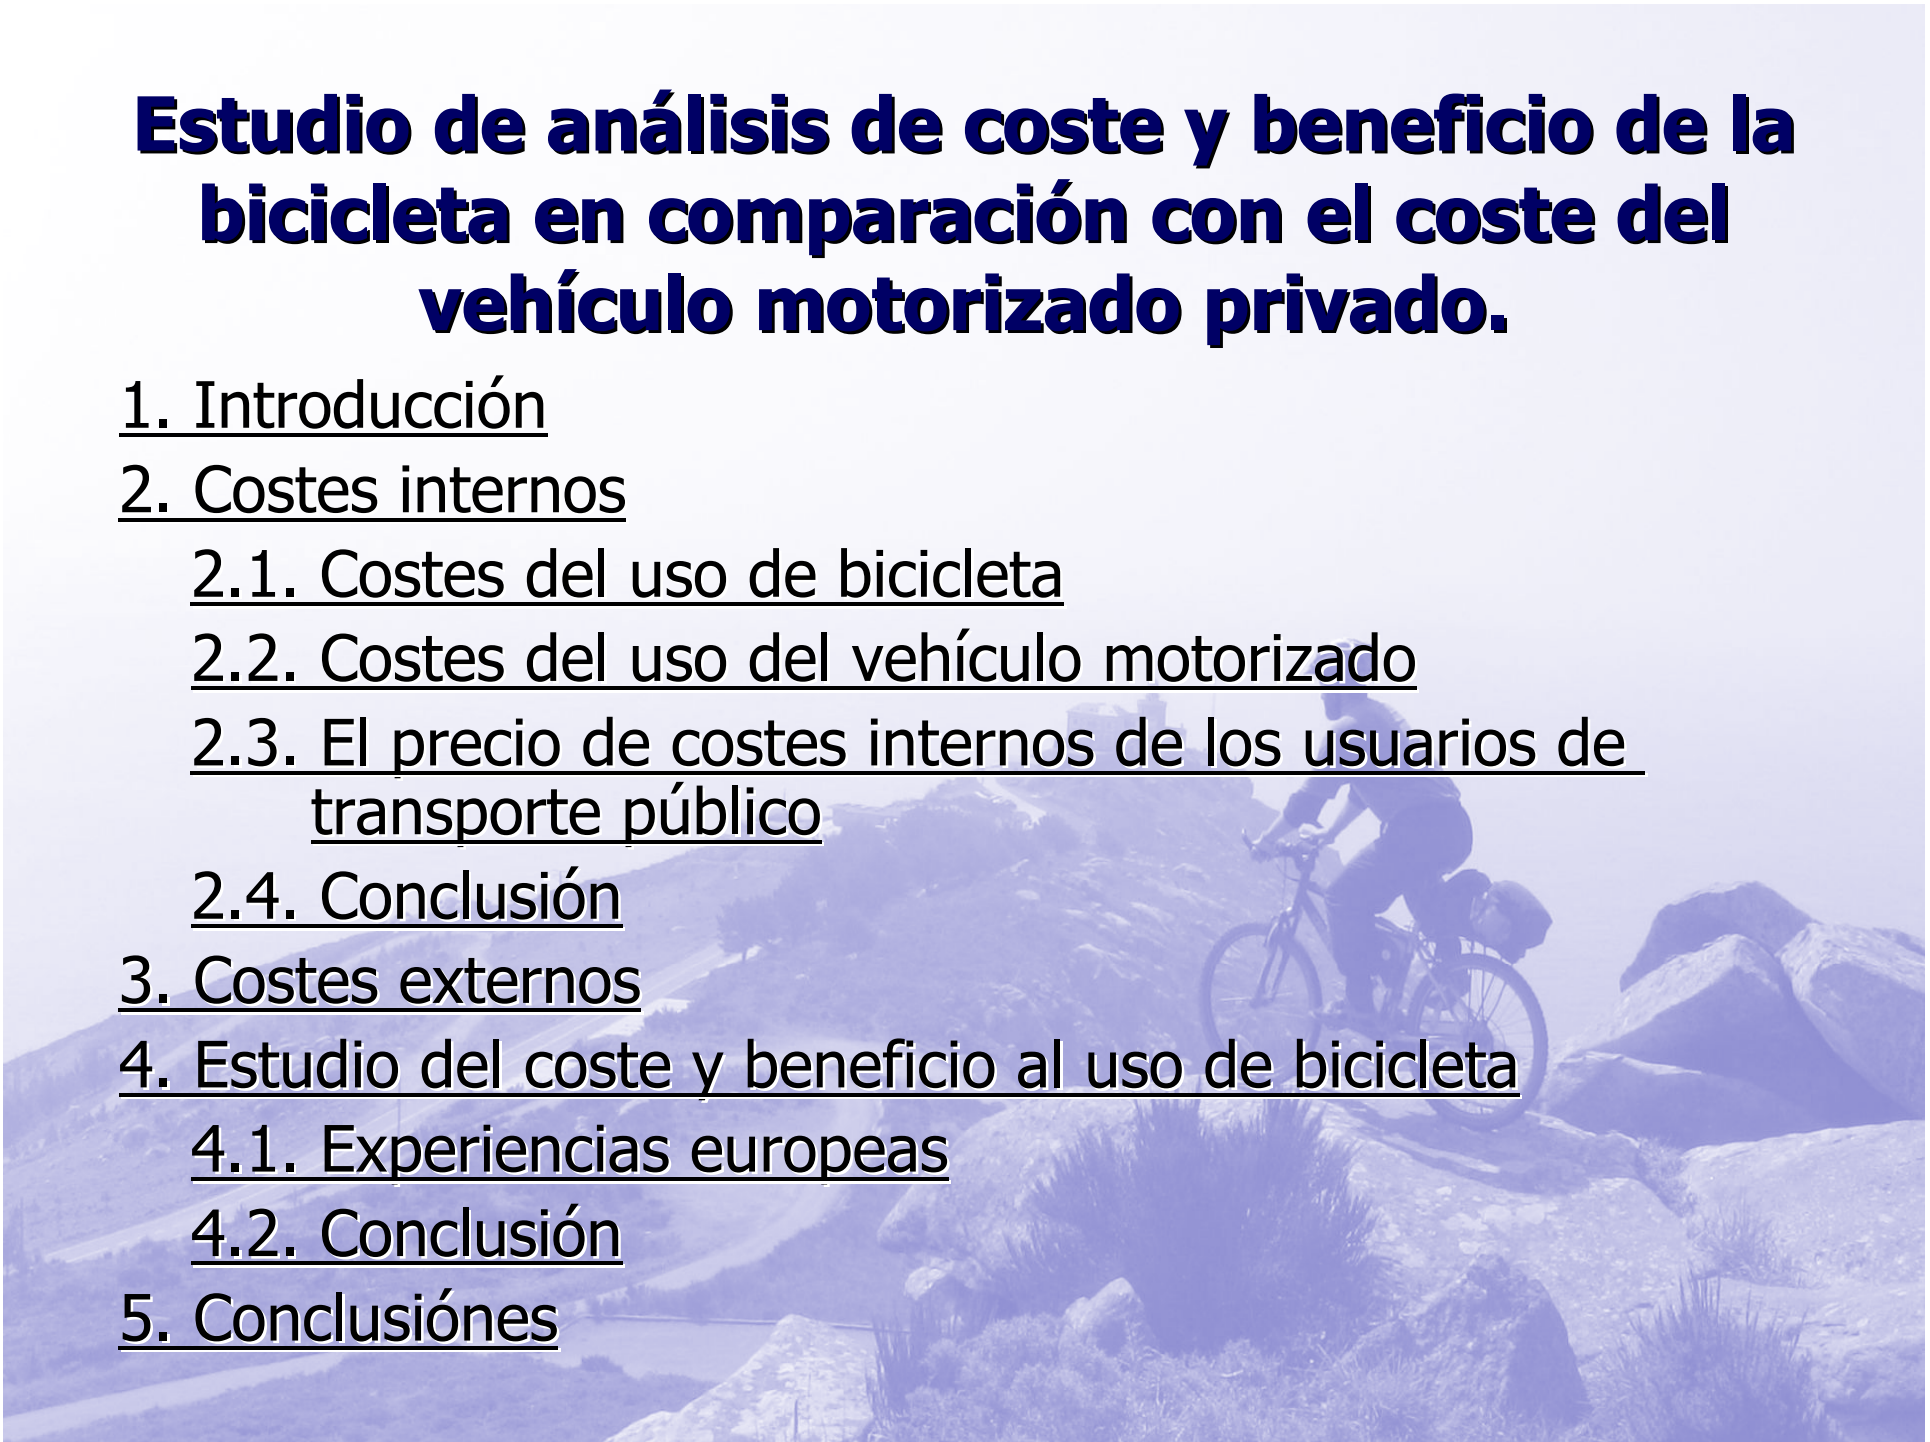 Estudio de análisis de coste y beneficio de la
bicicleta en comparación con el coste del
vehículo motorizado privado.
1. Introducción
2. Costes internos
2.1. Costes del uso de bicicleta
2.2. Costes del uso del vehículo motorizado
2.3. El precio de costes internos de los usuarios de
transporte público
2.4. Conclusión
3. Costes externos
4. Estudio del coste y beneficio al uso de bicicleta
4.1. Experiencias europeas
4.2. Conclusión
5. Conclusiónes